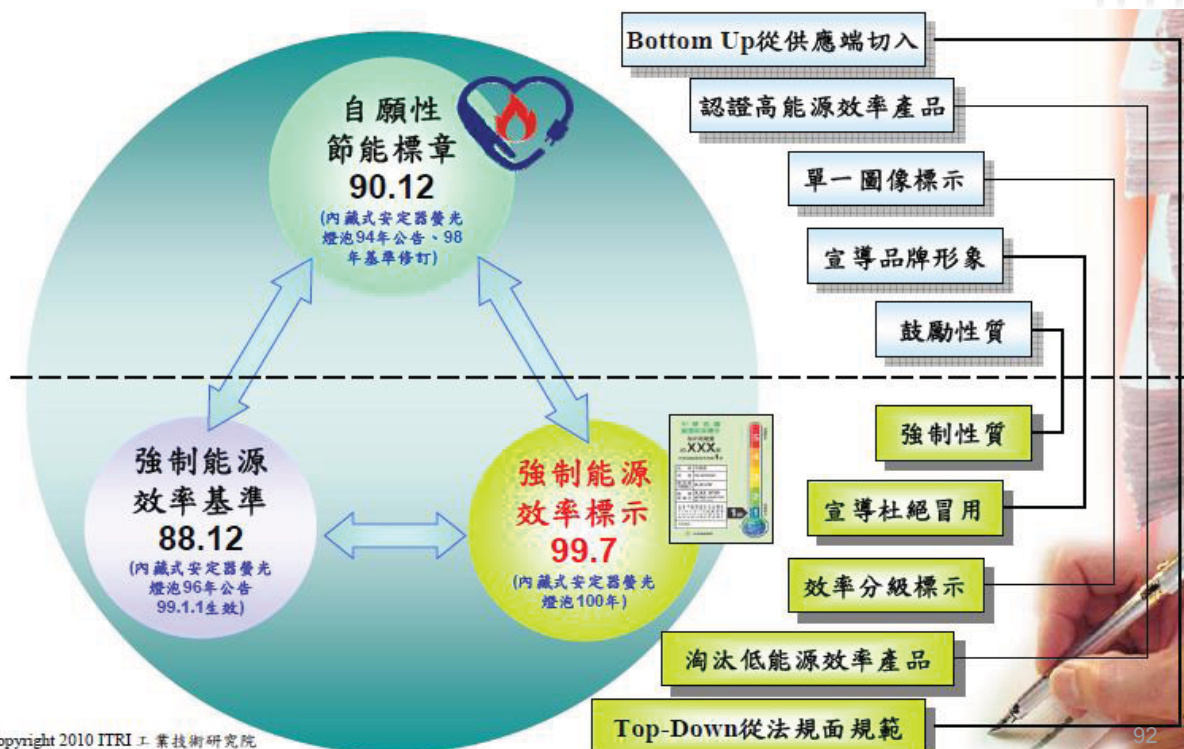 自願性
節能標章
90.12
(內藏式安定器螢光
燈泡94年公告、98
年基準修訂)
強制能源
效率基準
88.12
(內藏式安定器螢光
燈泡96年公告
99.1.1生效)
強制能源
效率標示
99.7
(內藏式安定器螢光
燈泡100年)
XXX
Bottom Up從供應端切入
認證高能源效率產品
單一圖像標示
宣導品牌形象
鼓勵性質
強制性質
宣導杜絕冒用
效率分級標示
淘汰低能源效率產品
Top-Down從法規面規範
opyright 2010 ITRI 工業技術研究院
92